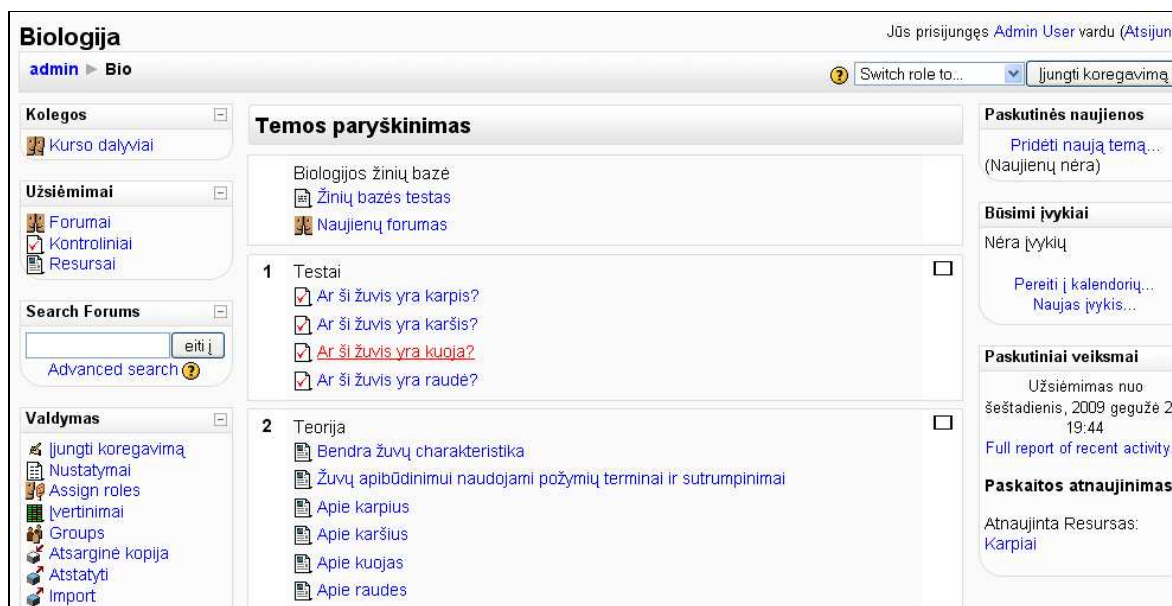 Biologija
Jūs prisijungęs Admin User vardu (Atsijun
admin ► Bio
Switch role to...
Įjungti koregavimą
Kolegos
Kurso dalyviai
Užsiėmimai
Forumai
Kontroliniai
Resursai
Search Forums
eiti į
Advanced search
Valdymas
Įjungti koregavimą
Nustatymai
Assign roles
Įvertinimai
Groups
Atsarginė kopija
Atstatyti
Import
Temos paryškinimas
Biologijos žinių bazė
Žinių bazės testas
Naujienų forumas
1 Testai
Ar ši žuvis yra karpis?
Ar ši žuvis yra karšis?
Ar ši žuvis yra kuoja?
Ar ši žuvis yra raudė?
2 Teorija
Bendra žuvų charakteristika
Žuvų apibūdinimui naudojami požymių terminai ir sutrumpinimai
Apie karpius
Apie karšius
Apie kuojas
Apie raudes
Paskutinės naujienos
Pridėti naują temą...
(Naujienų nėra)
Būsimi įvykiai
Nėra įvykių
Pereiti į kalendorių...
Naujas įvykis...
Paskutiniai veiksmai
Užsiėmimas nuo
šeštadienis, 2009 gegužė 2
19:44
Full report of recent activity
Paskaitos atnaujinimas
Atnaujinta Resursas:
Karpiai